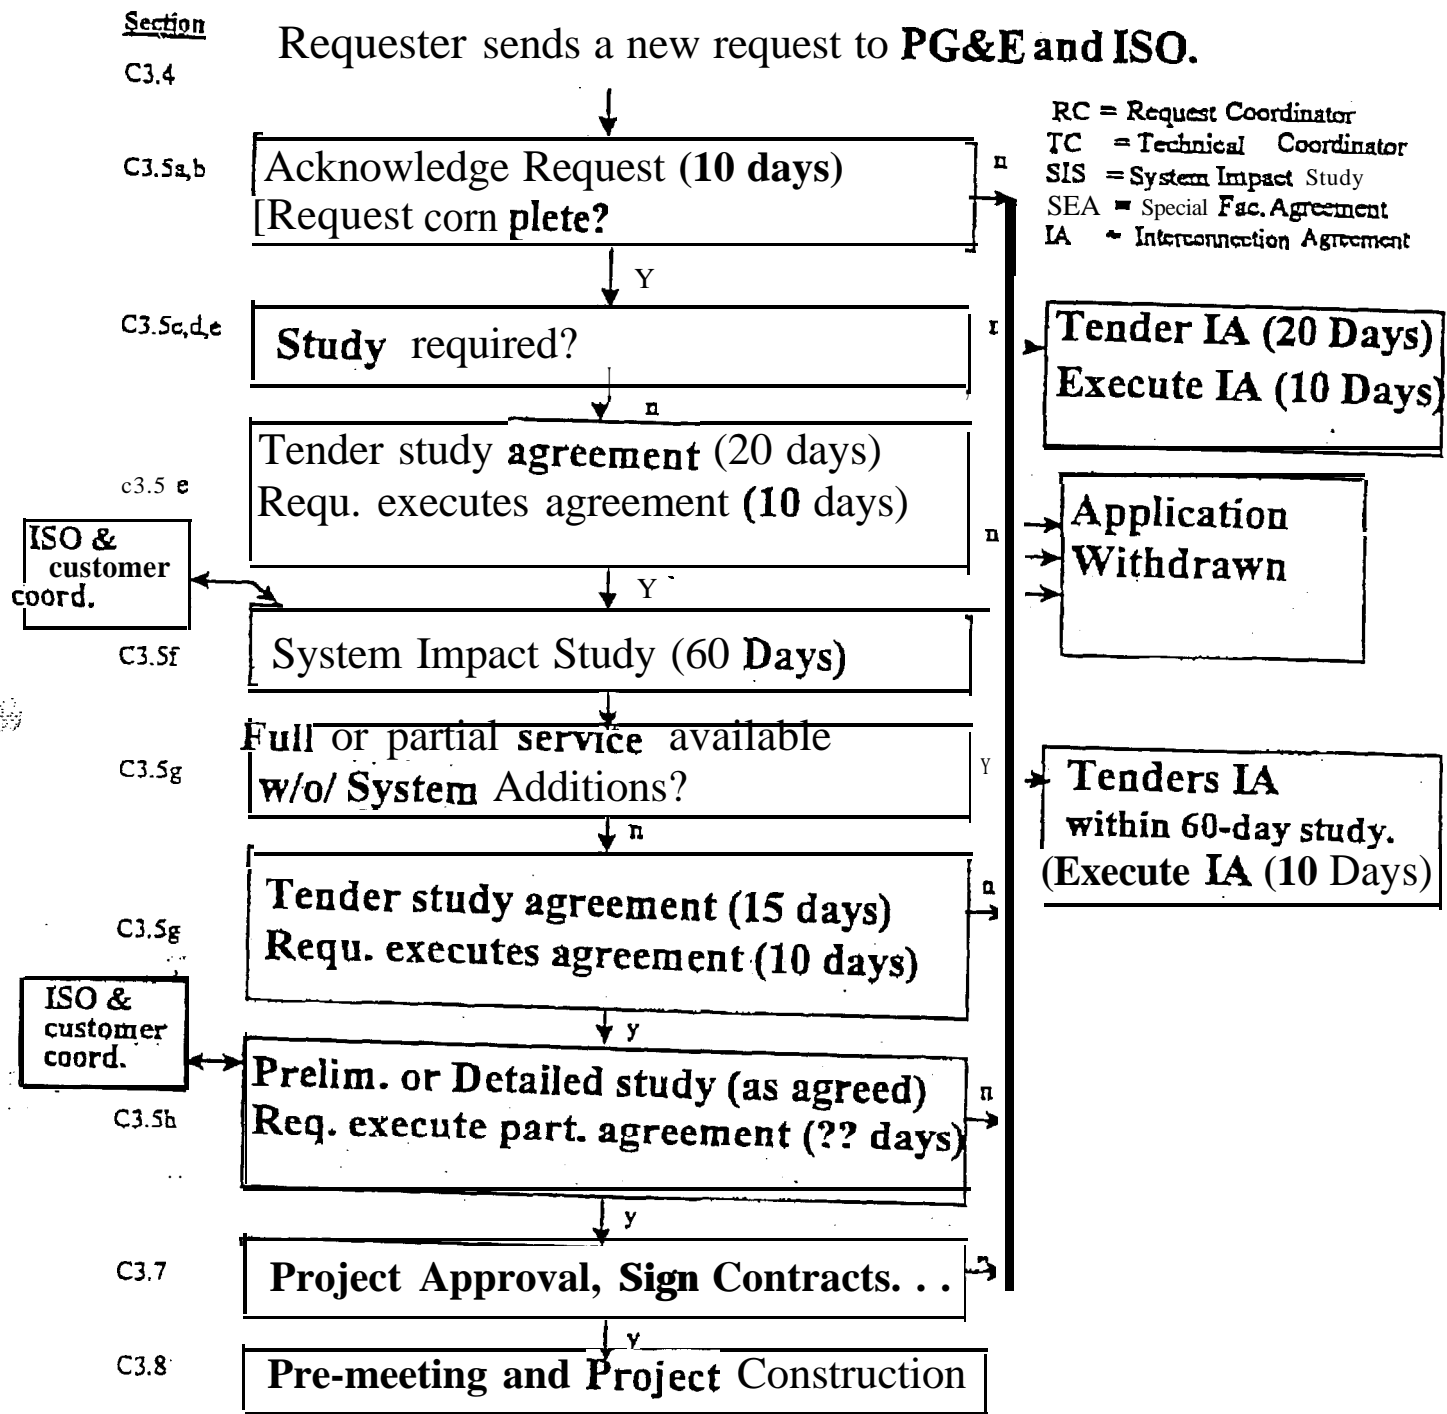 Section
Requester sends a new request to PG&E and ISO.
C3.4
RC = Request Coordinator
TC = Technical Coordinator
SIS = System Impact Study
SEA = Special Fac. Agreement
IA = Interconnection Agreement
C3.5a,b
Acknowledge Request (10 days)
[Request corn plete?
n
Y
C3.5c,d,e
Study required?
n
Tender IA (20 Days)
Execute IA (10 Days)
c3.5 e
Tender study agreement (20 days)
Requ. executes agreement (10 days)
n
Y
Application
Withdrawn
ISO &
customer
coord.
C3.5f
System Impact Study (60 Days)
C3.5g
Full or partial service available
w/o/ System Additions?
Y
n
Tenders IA
within 60-day study.
(Execute IA (10 Days)
C3.5g
Tender study agreement (15 days)
Requ. executes agreement (10 days)
n
y
ISO &
customer
coord.
C3.5h
Prelim. or Detailed study (as agreed)
Req. execute part. agreement (?? days)
n
y
C3.7
Project Approval, Sign Contracts. . .
n
y
C3.8
Pre-meeting and Project Construction